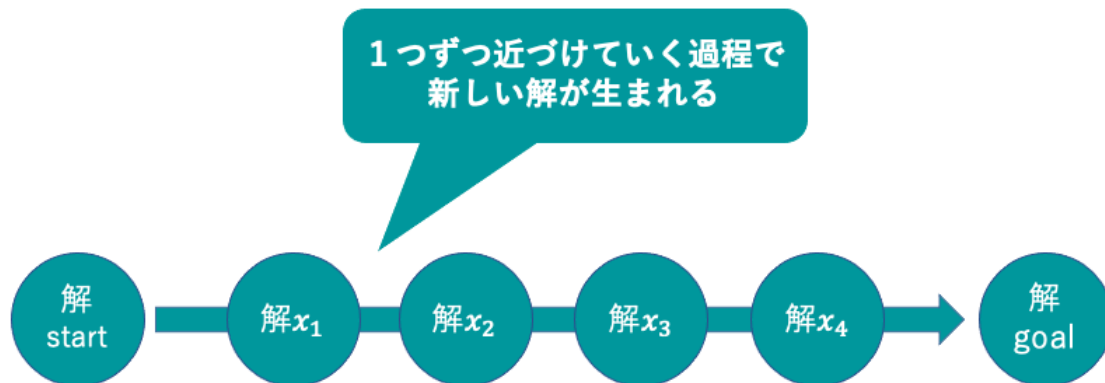 １つずつ近づけていく過程で
新しい解が生まれる
解
start
解x₁
解x₂
解x₃
解x₄
解
goal